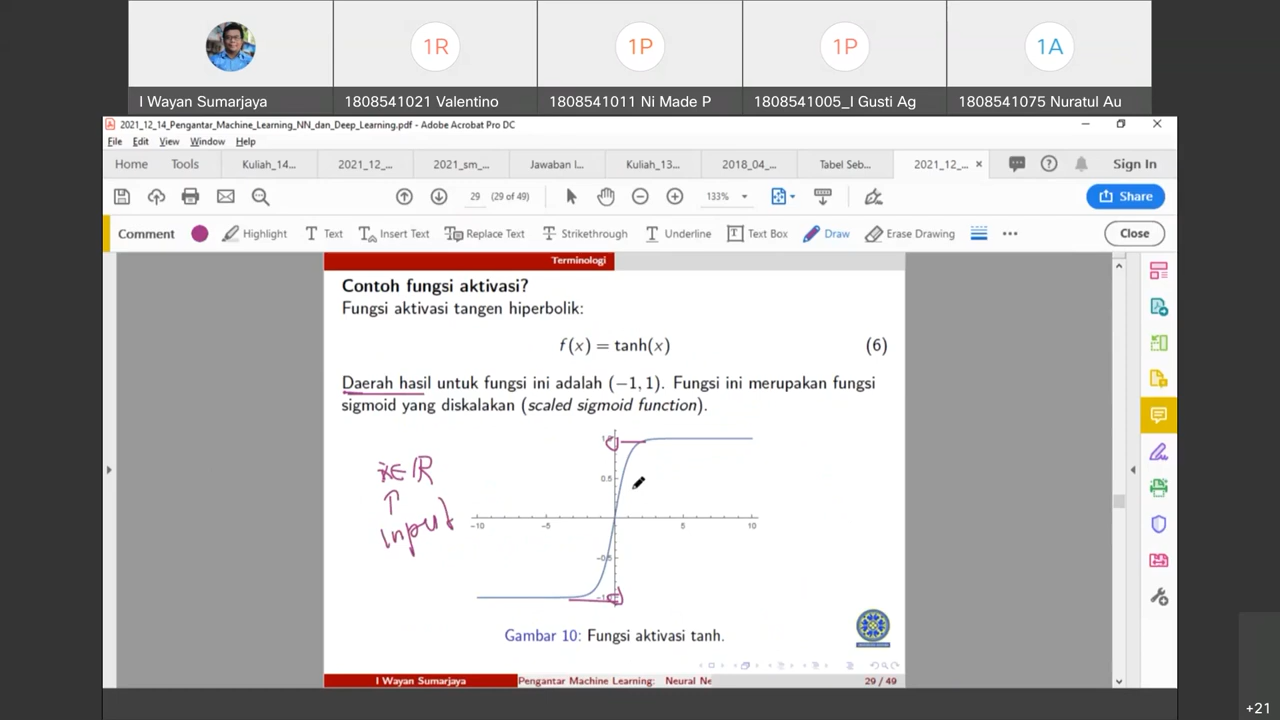 1R
1P
1P
1A
I Wayan Sumarjaya
1808541021 Valentino
1808541011 Ni Made P
1808541005_I Gusti Ag
1808541075 Nuratul Au
2021_12_14_Pengantar_Machine_Learning_NN_dan_Deep_Learning.pdf - Adobe Acrobat Pro DC
File Edit View Window Help
Home Tools Kuliah_14... 2021_12_... 2021_sm_... Jawaban I... Kuliah_13... 2018_04_... Tabel Seb... 2021_12_... × Sign In
29 (29 of 49) 133% Share
Comment Highlight Text Insert Text Replace Text Strikethrough Underline Text Box Draw Erase Drawing Close
Terminologi
Contoh fungsi aktivasi?
Fungsi aktivasi tangen hiperbolik:
f(x) = tanh(x) (6)
Daerah hasil untuk fungsi ini adalah (−1, 1). Fungsi ini merupakan fungsi
sigmoid yang diskalakan (scaled sigmoid function).
0.5
x∈ℝ
↑
input
-10 -5 5 10
-0.5
Gambar 10: Fungsi aktivasi tanh.
I Wayan Sumarjaya Pengantar Machine Learning: Neural Ne 29 / 49
+21